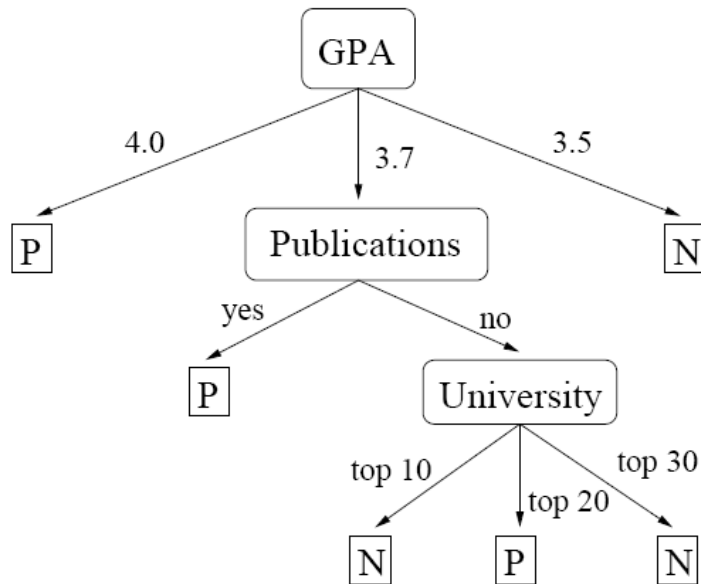 GPA
4.0
3.7
3.5
P
Publications
N
yes
no
P
University
top 10
top 20
top 30
N
P
N